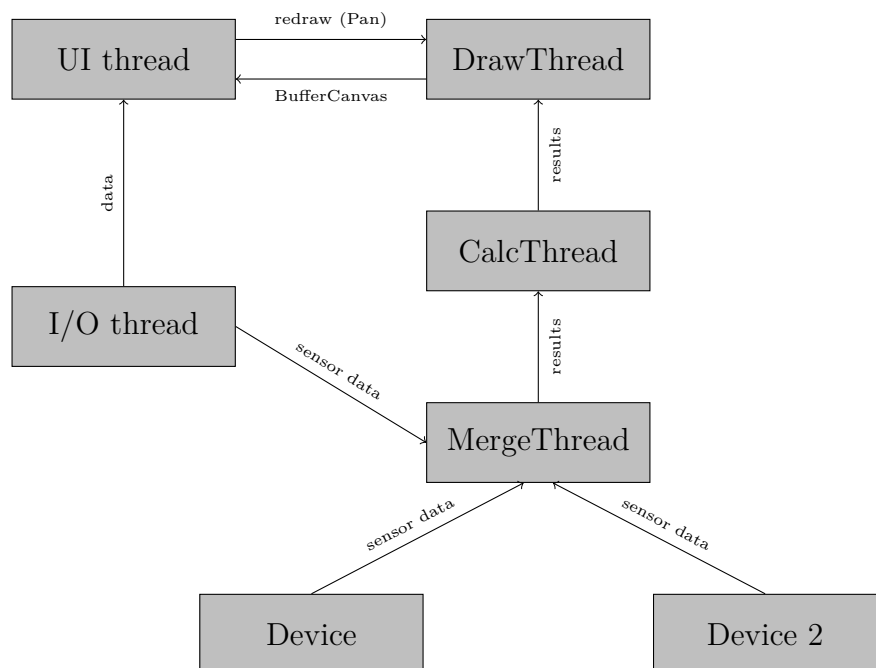 redraw (Pan)
UI thread
DrawThread
BufferCanvas
data
results
CalcThread
I/O thread
sensor data
results
MergeThread
sensor data
sensor data
Device
Device 2